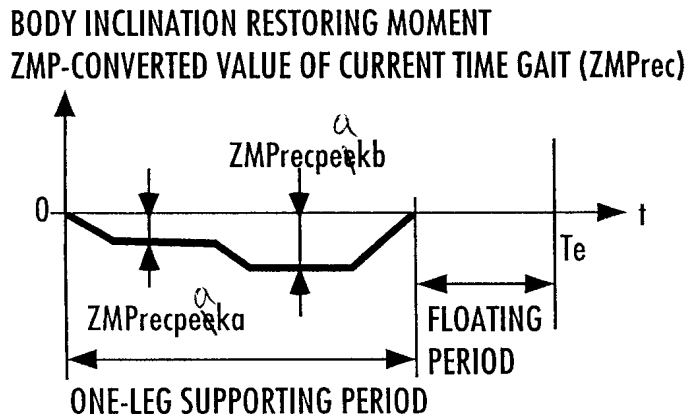 BODY INCLINATION RESTORING MOMENT
ZMP-CONVERTED VALUE OF CURRENT TIME GAIT (ZMPrec)
a
ZMPrecpeekb
0
t
Te
a
ZMPrecpeeka
FLOATING
PERIOD
ONE-LEG SUPPORTING PERIOD